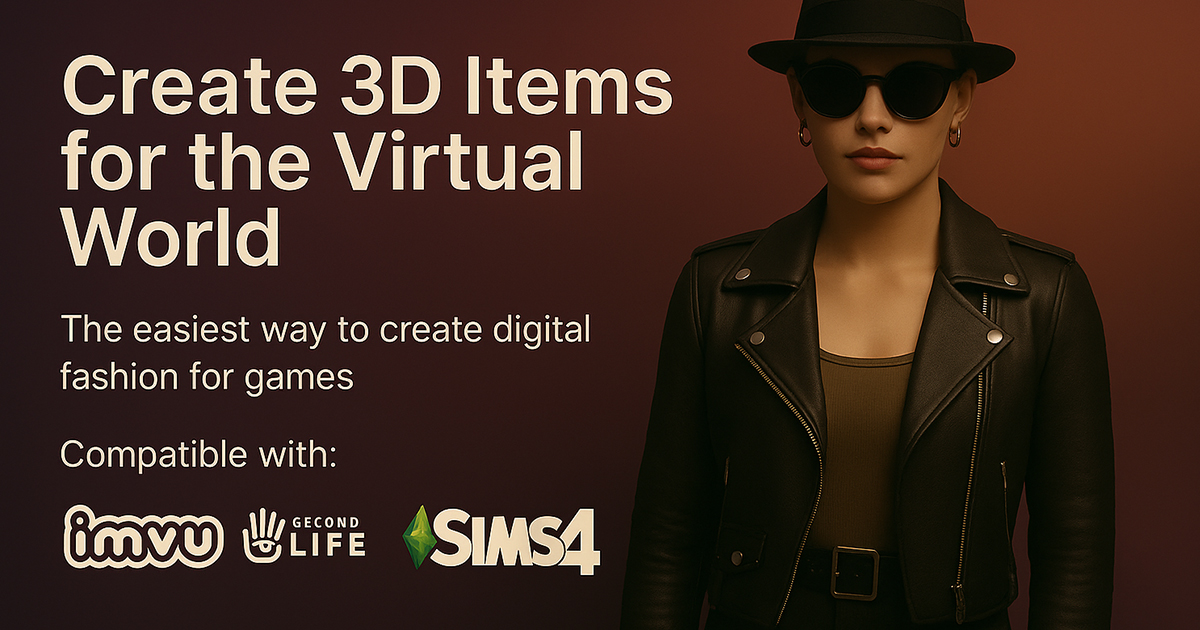 Create 3D Items
for the Virtual
World
The easiest way to create digital
fashion for games
Compatible with:
imvu
GECOND
LIFE
SIMS4